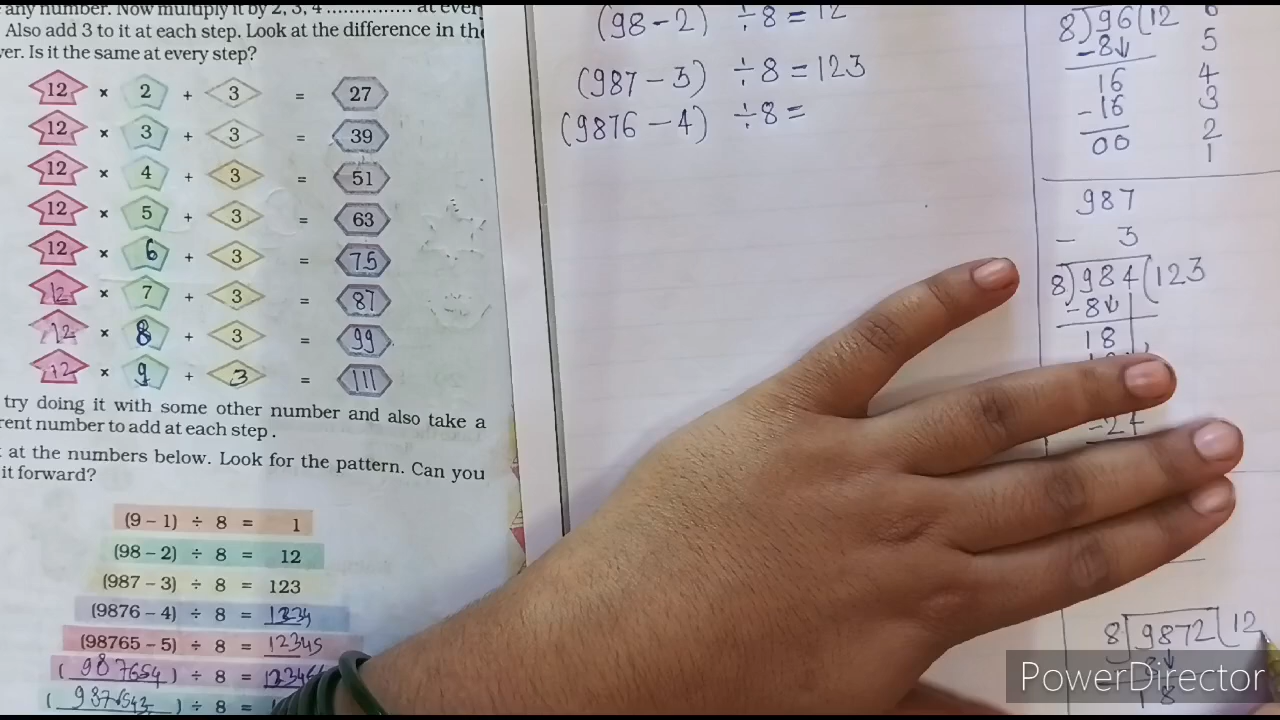 any number. Now multiply it by 2, 3, 4 ............... at every
Also add 3 to it at each step. Look at the difference in the
Is it the same at every step?
12 × 2 + 3 = 27
12 × 3 + 3 = 39
12 × 4 + 3 = 51
12 × 5 + 3 = 63
12 × 6 + 3 = 75
12 × 7 + 3 = 87
12 × 8 + 3 = 99
12 × 9 + 3 = 111
try doing it with some other number and also take a
rent number to add at each step.
at the numbers below. Look for the pattern. Can you
it forward?
(9 – 1) ÷ 8 = 1
(98 – 2) ÷ 8 = 12
(987 – 3) ÷ 8 = 123
(9876 – 4) ÷ 8 = 1234
(98765 – 5) ÷ 8 = 12345
( 987654 ) ÷ 8 =
( 9876543 ) ÷ 8 =
(98 - 2) ÷ 8 = 12
(987 - 3) ÷ 8 = 123
(9876 - 4) ÷ 8 =
8)96(12
-8↓
16
-16
00
5
4
3
2
1
987
- 3
8)984(123
-8↓
18
-24
8)9872(12
18
PowerDirector